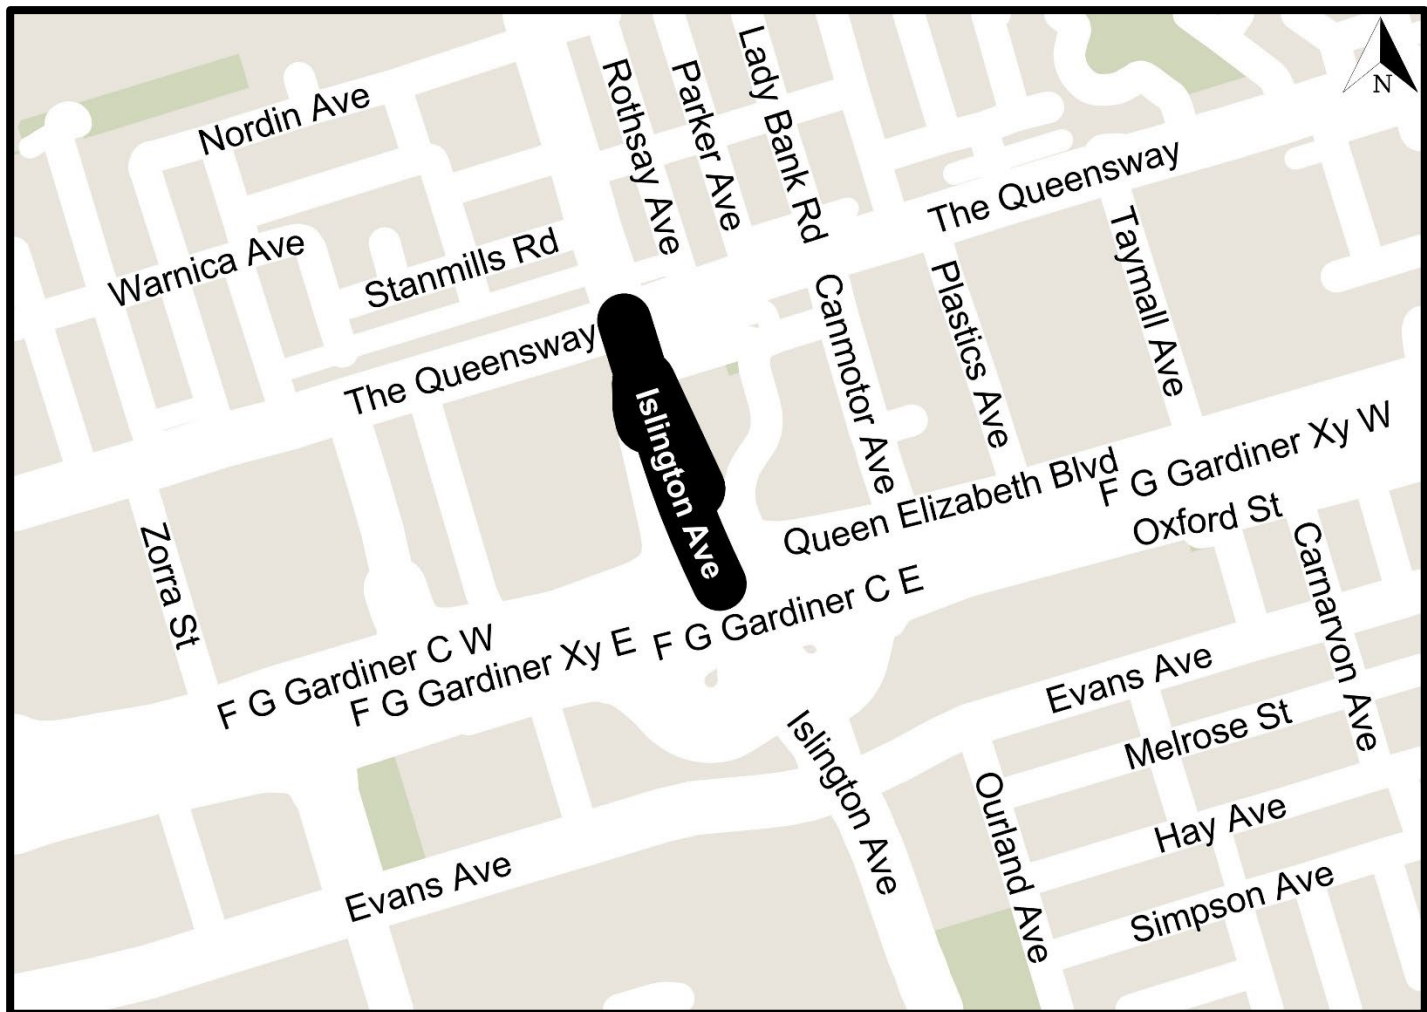 N
Nordin Ave
Rothsay Ave
Parker Ave
Lady Bank Rd
The Queensway
Warnica Ave
Stanmills Rd
The Queensway
Canmotor Ave
Plastics Ave
Taymall Ave
Islington Ave
Zorra St
Queen Elizabeth Blvd
F G Gardiner Xy W
Oxford St
Carnarvon Ave
F G Gardiner C W
F G Gardiner Xy E
F G Gardiner C E
Evans Ave
Melrose St
Islington Ave
Ourland Ave
Hay Ave
Evans Ave
Simpson Ave